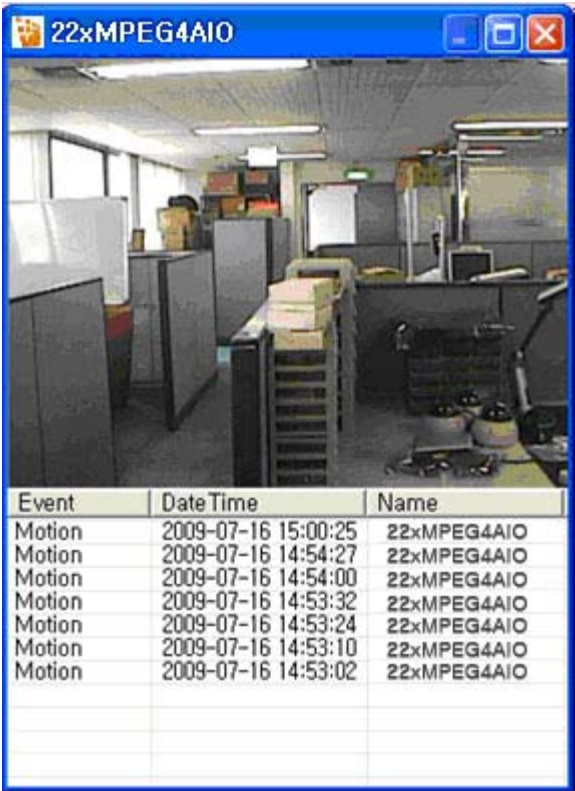 22xMPEG4AIO
Event DateTime Name
Motion 2009-07-16 15:00:25 22xMPEG4AIO
Motion 2009-07-16 14:54:27 22xMPEG4AIO
Motion 2009-07-16 14:54:00 22xMPEG4AIO
Motion 2009-07-16 14:53:32 22xMPEG4AIO
Motion 2009-07-16 14:53:24 22xMPEG4AIO
Motion 2009-07-16 14:53:10 22xMPEG4AIO
Motion 2009-07-16 14:53:02 22xMPEG4AIO